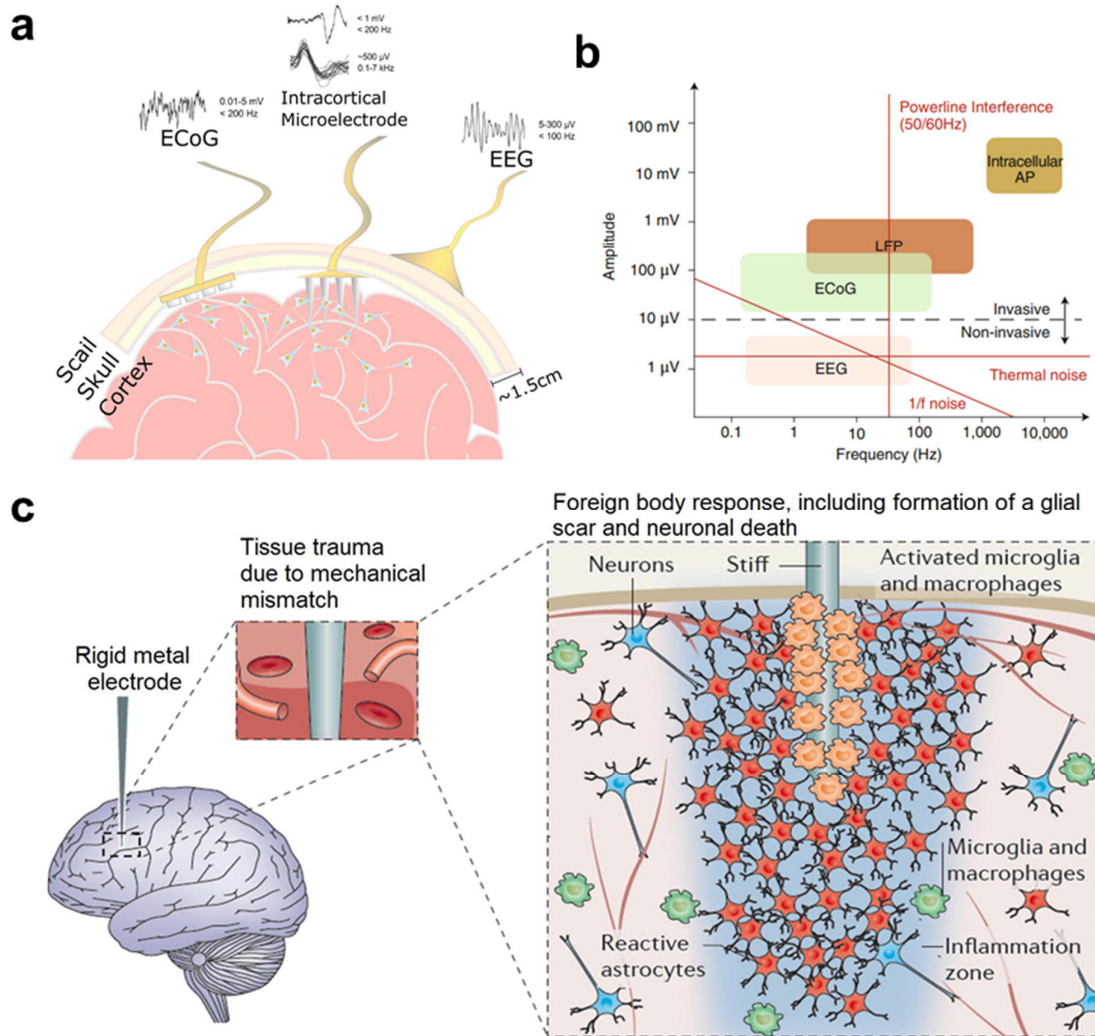 a
< 1 mV
< 200 Hz
~500 μV
0.1-7 kHz
Intracortical
Microelectrode
0.01-5 mV
< 200 Hz
ECoG
5-300 μV
< 100 Hz
EEG
Scail
Skull
Cortex
~1.5cm
b
Powerline Interference
(50/60Hz)
100 mV
10 mV
1 mV
100 μV
10 μV
1 μV
Amplitude
Intracellular
AP
LFP
ECoG
Invasive
Non-invasive
EEG
Thermal noise
1/f noise
0.1
1
10
100
1,000
10,000
Frequency (Hz)
c
Foreign body response, including formation of a glial
scar and neuronal death
Tissue trauma
due to mechanical
mismatch
Rigid metal
electrode
Neurons
Stiff
Activated microglia
and macrophages
Microglia and
macrophages
Reactive
astrocytes
Inflammation
zone